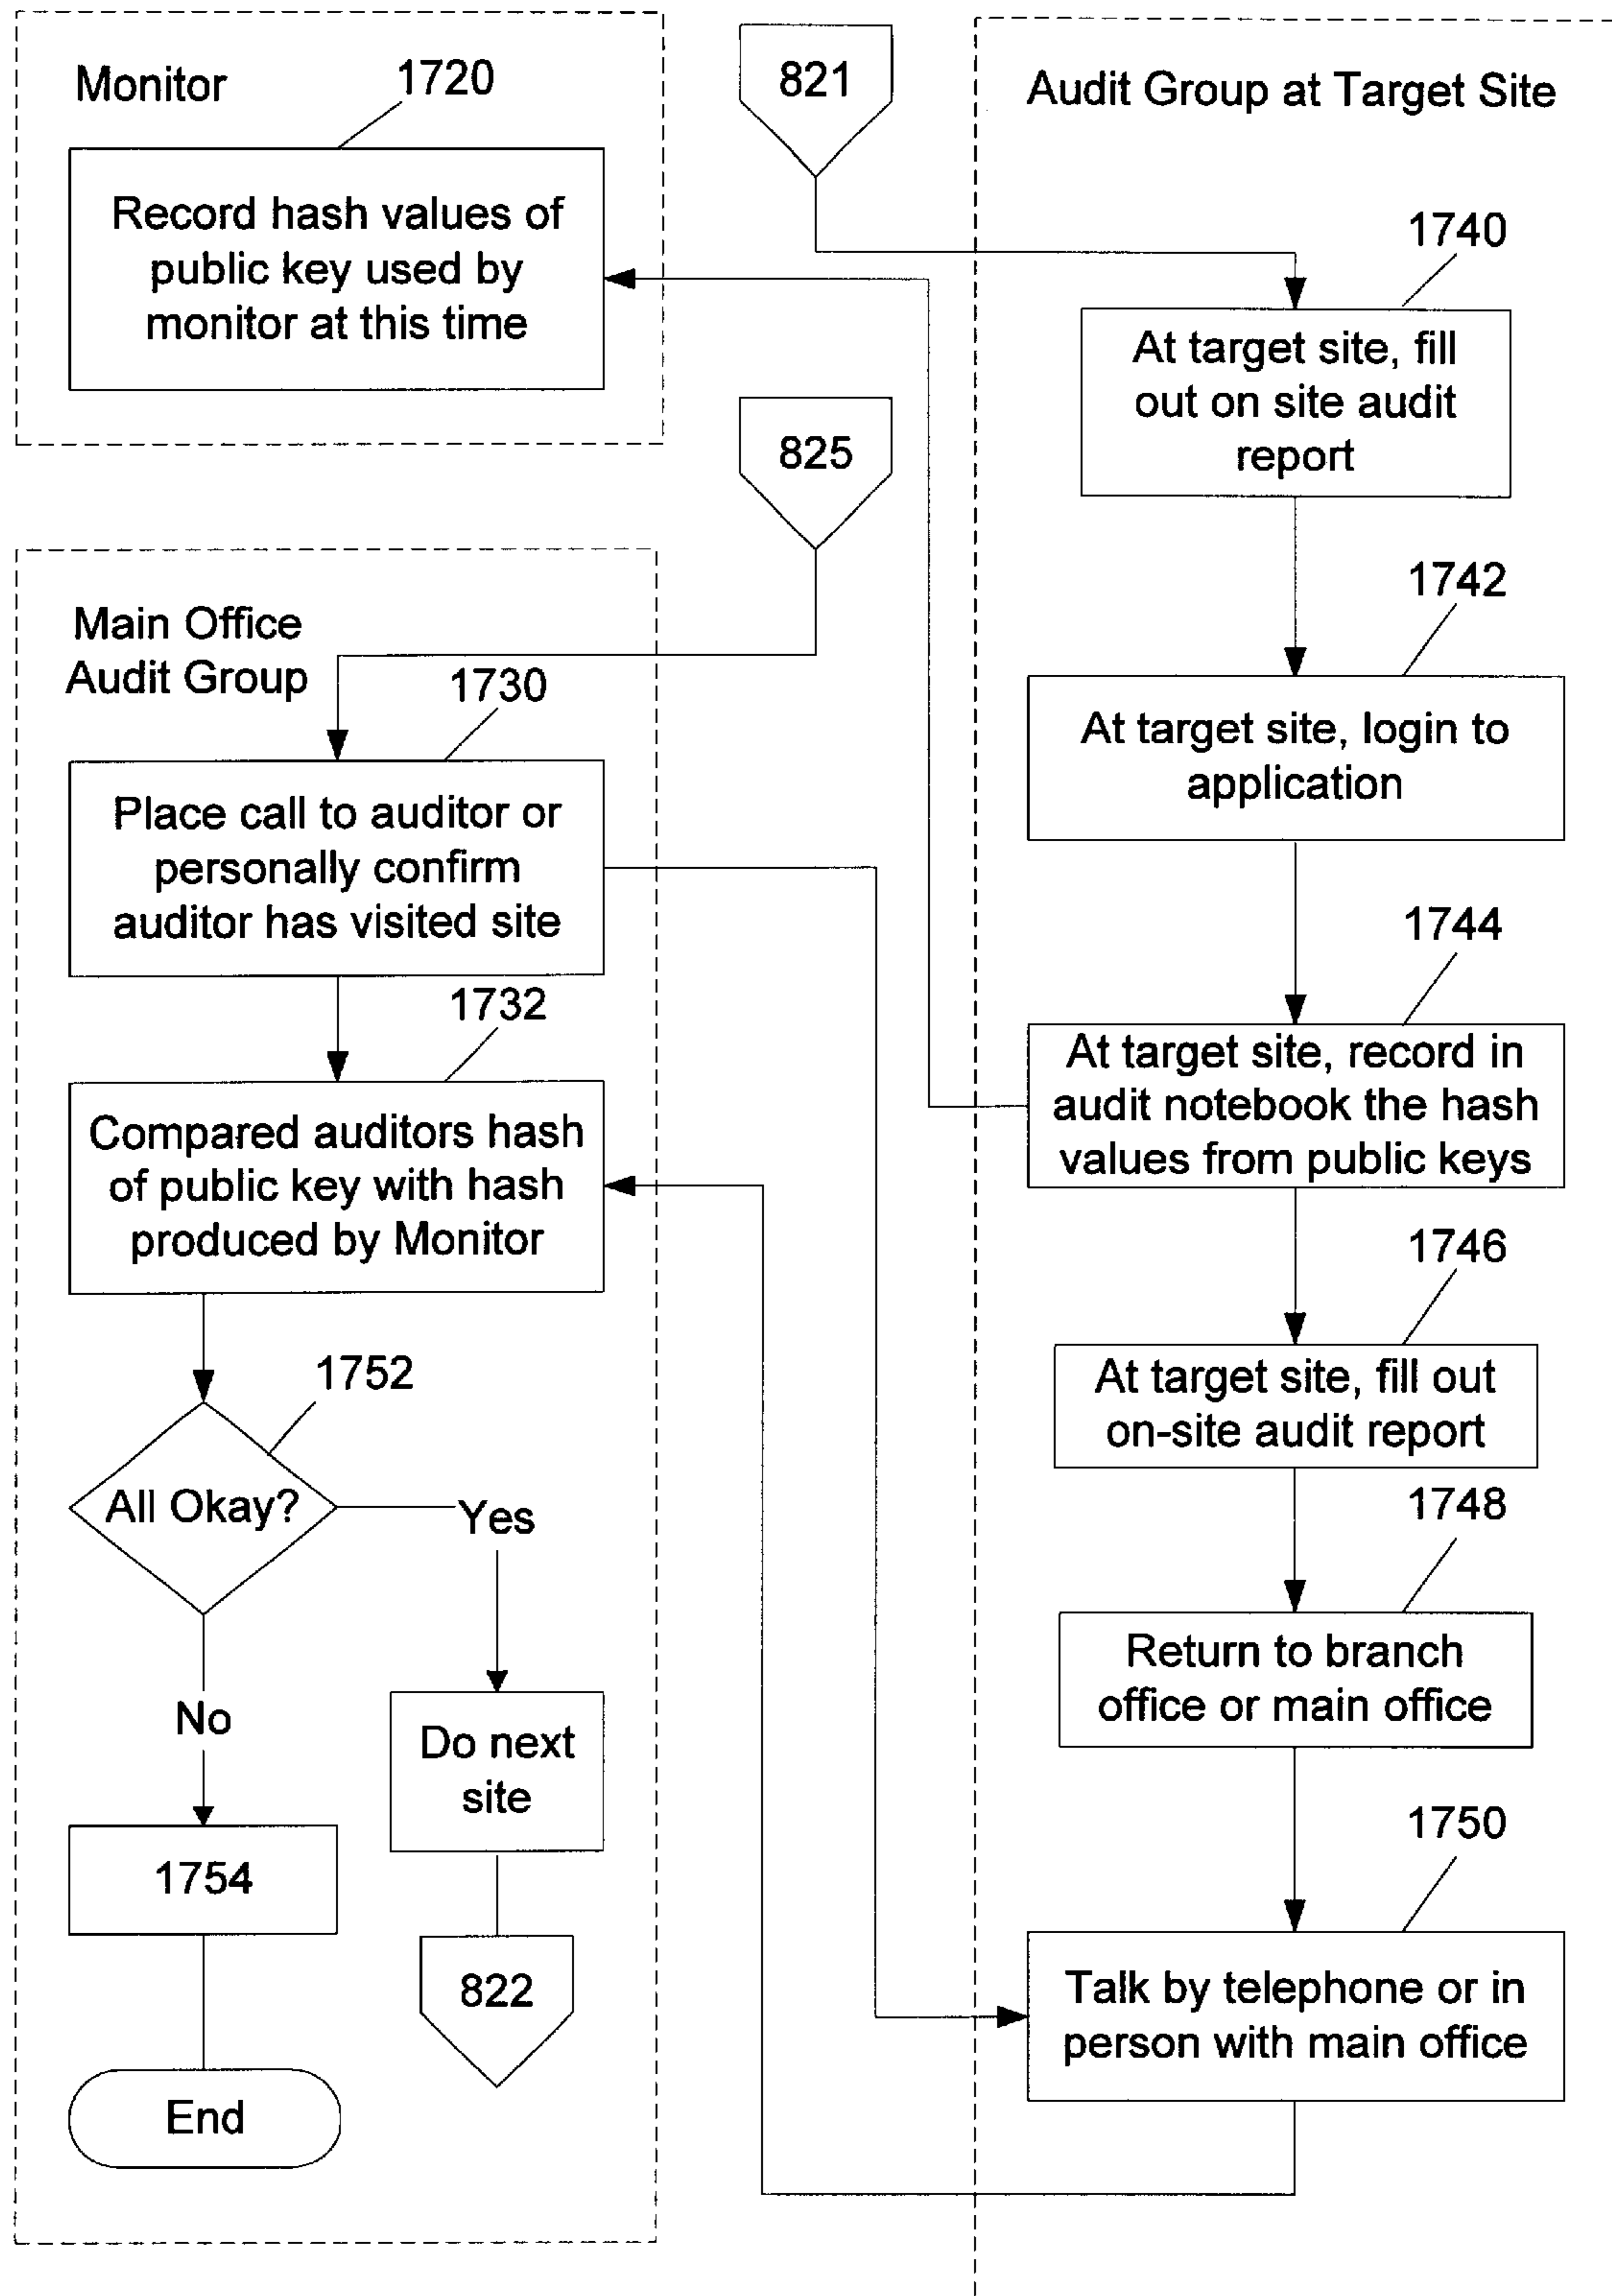 Monitor
1720
Record hash values of
public key used by
monitor at this time
821
825
Main Office
Audit Group
1730
Place call to auditor or
personally confirm
auditor has visited site
1732
Compared auditors hash
of public key with hash
produced by Monitor
1752
All Okay?
Yes
No
Do next
site
1754
822
End
Audit Group at Target Site
1740
At target site, fill
out on site audit
report
1742
At target site, login to
application
1744
At target site, record in
audit notebook the hash
values from public keys
1746
At target site, fill out
on-site audit report
1748
Return to branch
office or main office
1750
Talk by telephone or in
person with main office